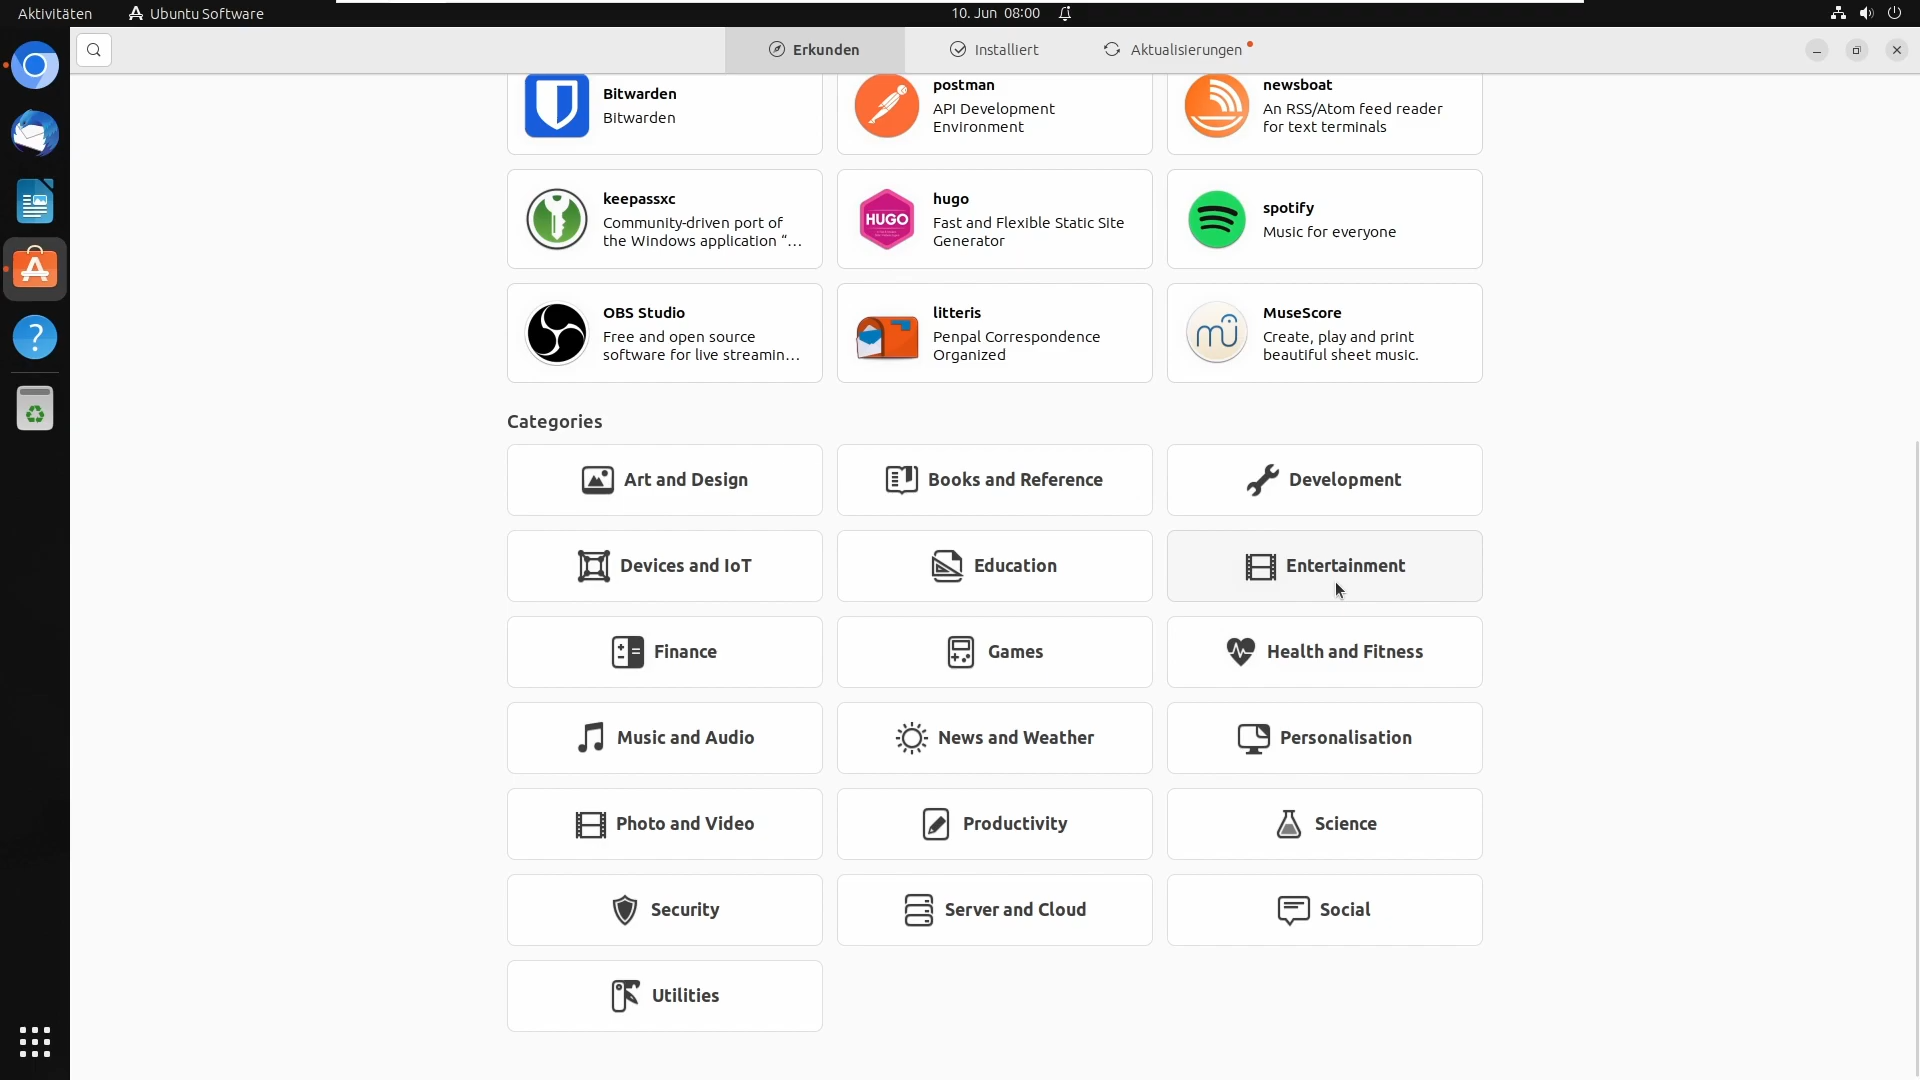 Aktivitäten
Ubuntu Software
10. Jun 08:00
Erkunden
Installiert
Aktualisierungen
Bitwarden
Bitwarden
postman
API Development
Environment
newsboat
An RSS/Atom feed reader
for text terminals
keepassxc
Community-driven port of
the Windows application “…
HUGO
hugo
Fast and Flexible Static Site
Generator
spotify
Music for everyone
OBS Studio
Free and open source
software for live streamin…
litteris
Penpal Correspondence
Organized
MuseScore
Create, play and print
beautiful sheet music.
Categories
Art and Design
Books and Reference
Development
Devices and IoT
Education
Entertainment
Finance
Games
Health and Fitness
Music and Audio
News and Weather
Personalisation
Photo and Video
Productivity
Science
Security
Server and Cloud
Social
Utilities